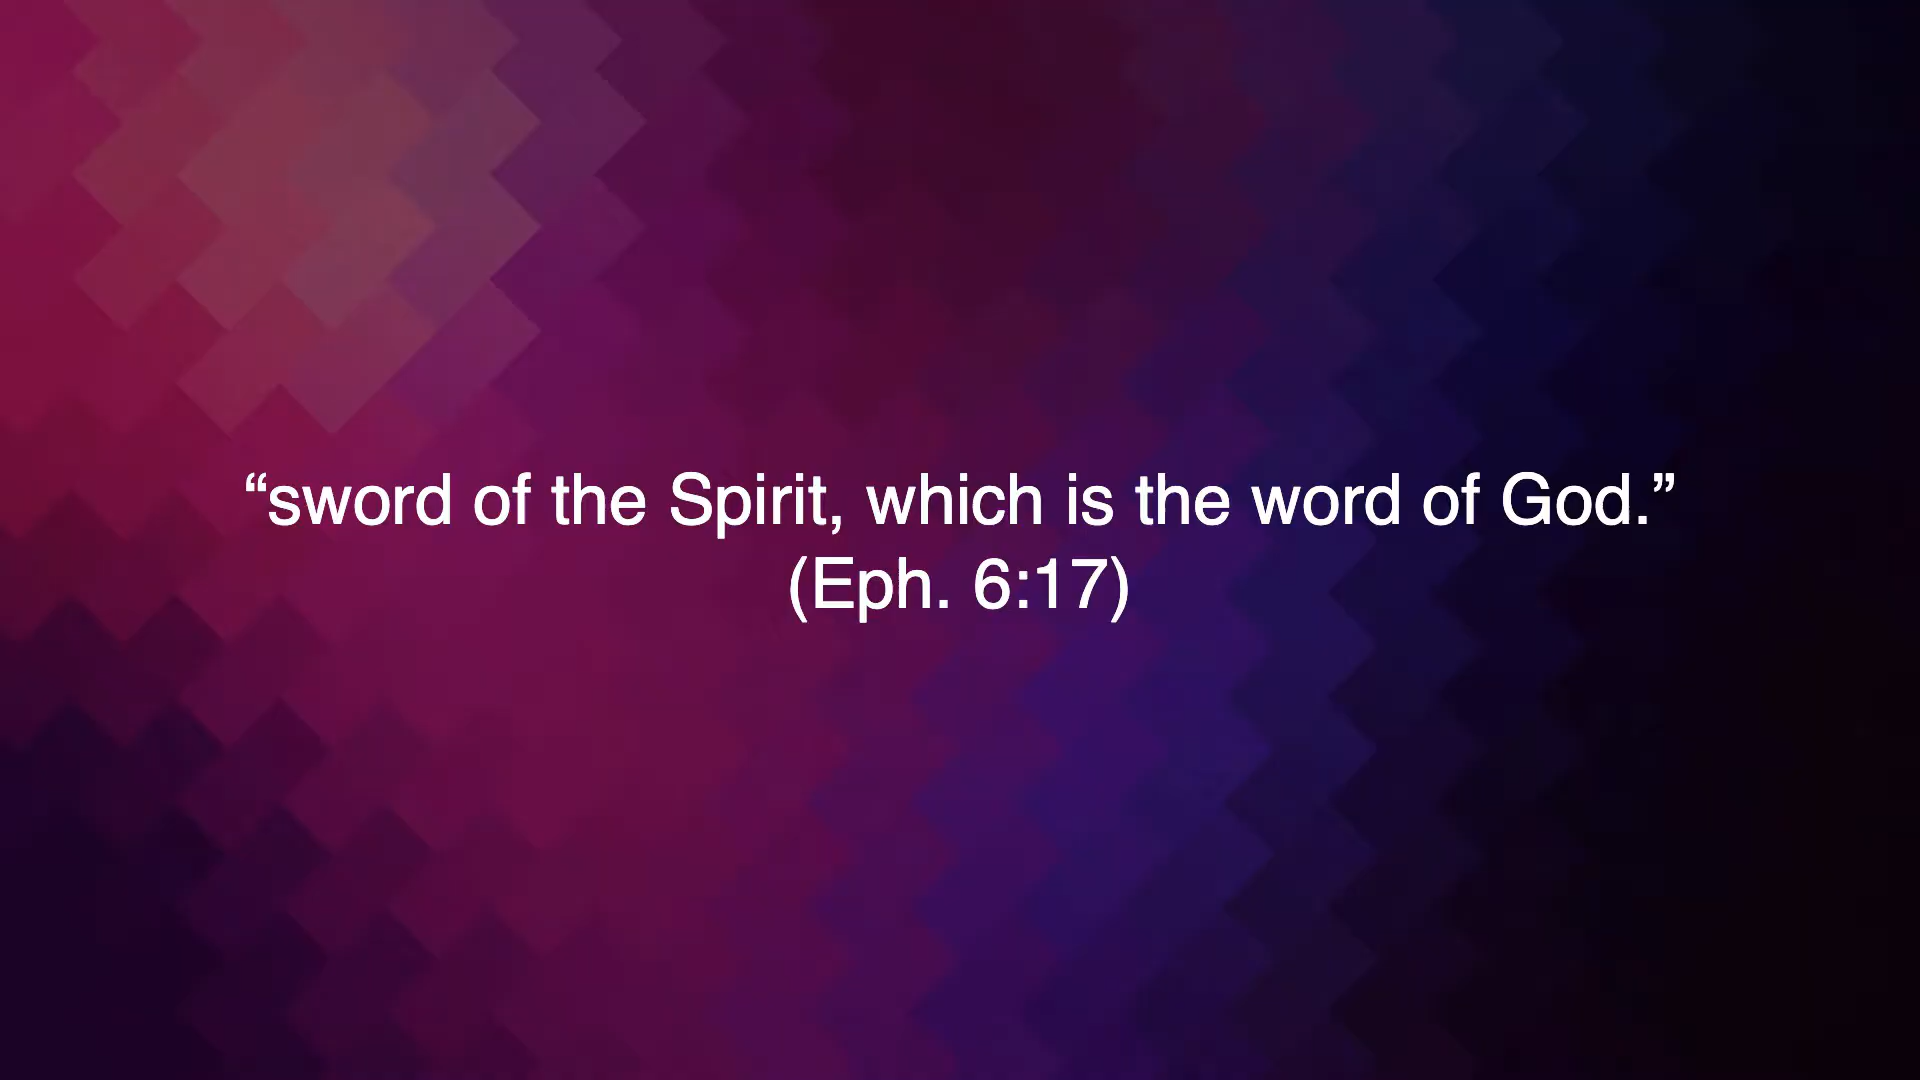 “sword of the Spirit, which is the word of God.”
(Eph. 6:17)